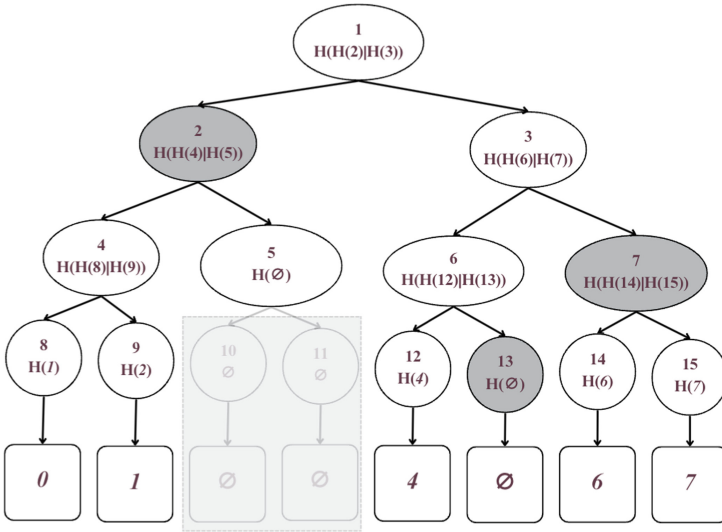 1
H(H(2)|H(3))
2
H(H(4)|H(5))
3
H(H(6)|H(7))
4
H(H(8)|H(9))
5
H(∅)
6
H(H(12)|H(13))
7
H(H(14)|H(15))
8
H(1)
9
H(2)
10
∅
11
∅
12
H(4)
13
H(∅)
14
H(6)
15
H(7)
0
1
∅
∅
4
∅
6
7